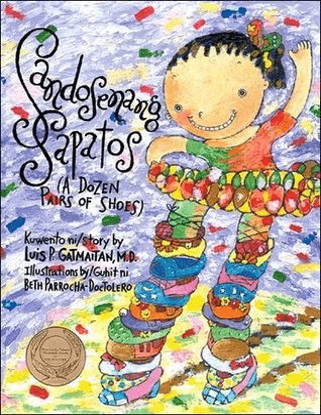 Sandosenang
Sapatos
(A DOZEN
PAIRS OF SHOES)
Kuwento ni/story by
LUIS P. GATMAITAN, M.D.
Illustrations by/Guhit ni
BETH PARROCHA-DOCTOLERO